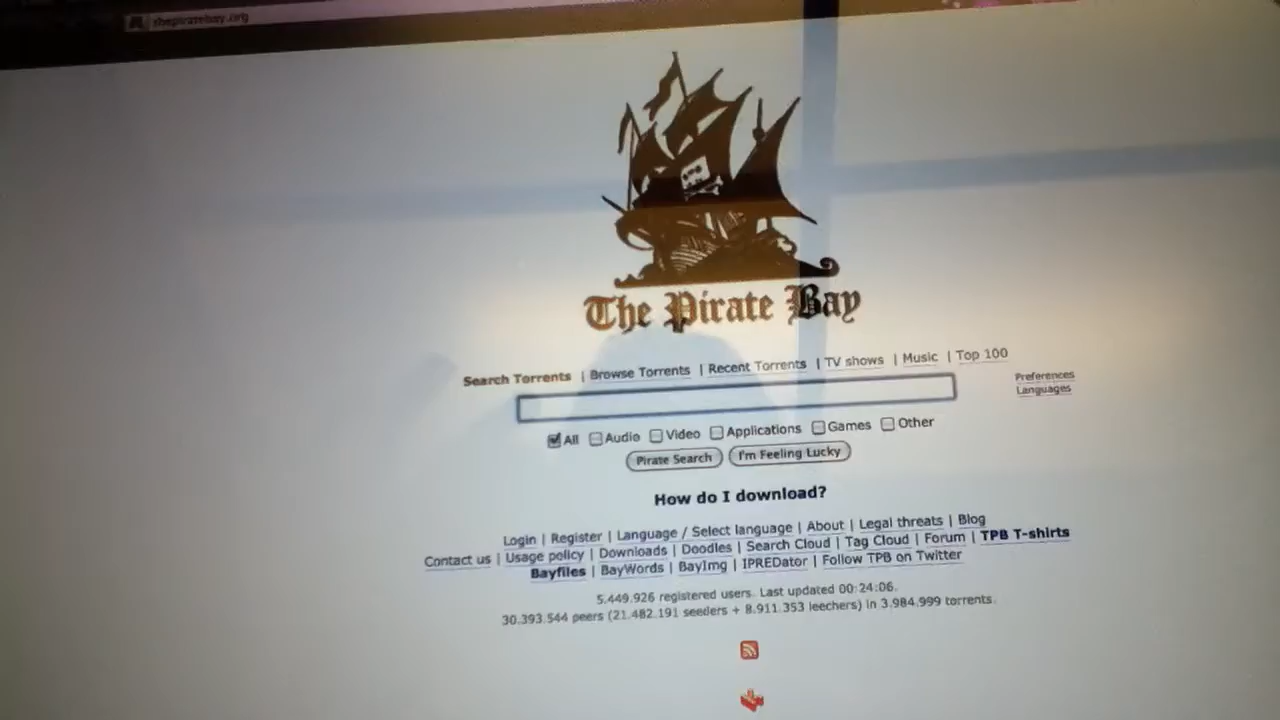 thepiratebay.org
The Pirate Bay
Search Torrents | Browse Torrents | Recent Torrents | TV shows | Music | Top 100
Preferences
Languages
All Audio Video Applications Games Other
Pirate Search I'm Feeling Lucky
How do I download?
Login | Register | Language / Select language | About | Legal threats | Blog
Contact us | Usage policy | Downloads | Doodles | Search Cloud | Tag Cloud | Forum | TPB T-shirts
Bayfiles | BayWords | BayImg | IPREDator | Follow TPB on Twitter
5.449.926 registered users. Last updated 00:24:06.
30.393.544 peers (21.482.191 seeders + 8.911.353 leechers) in 3.984.999 torrents.